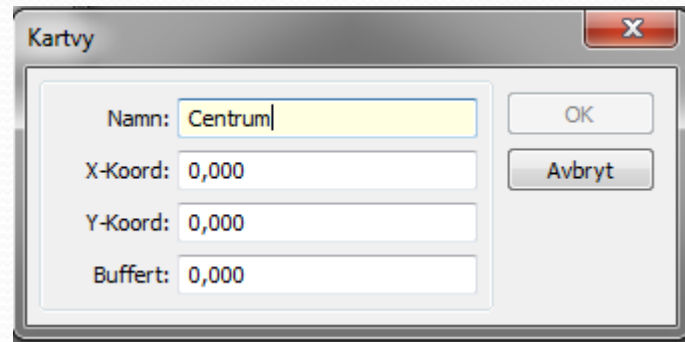 Kartvy
Namn: Centrum
OK
X-Koord: 0,000
Avbryt
Y-Koord: 0,000
Buffert: 0,000